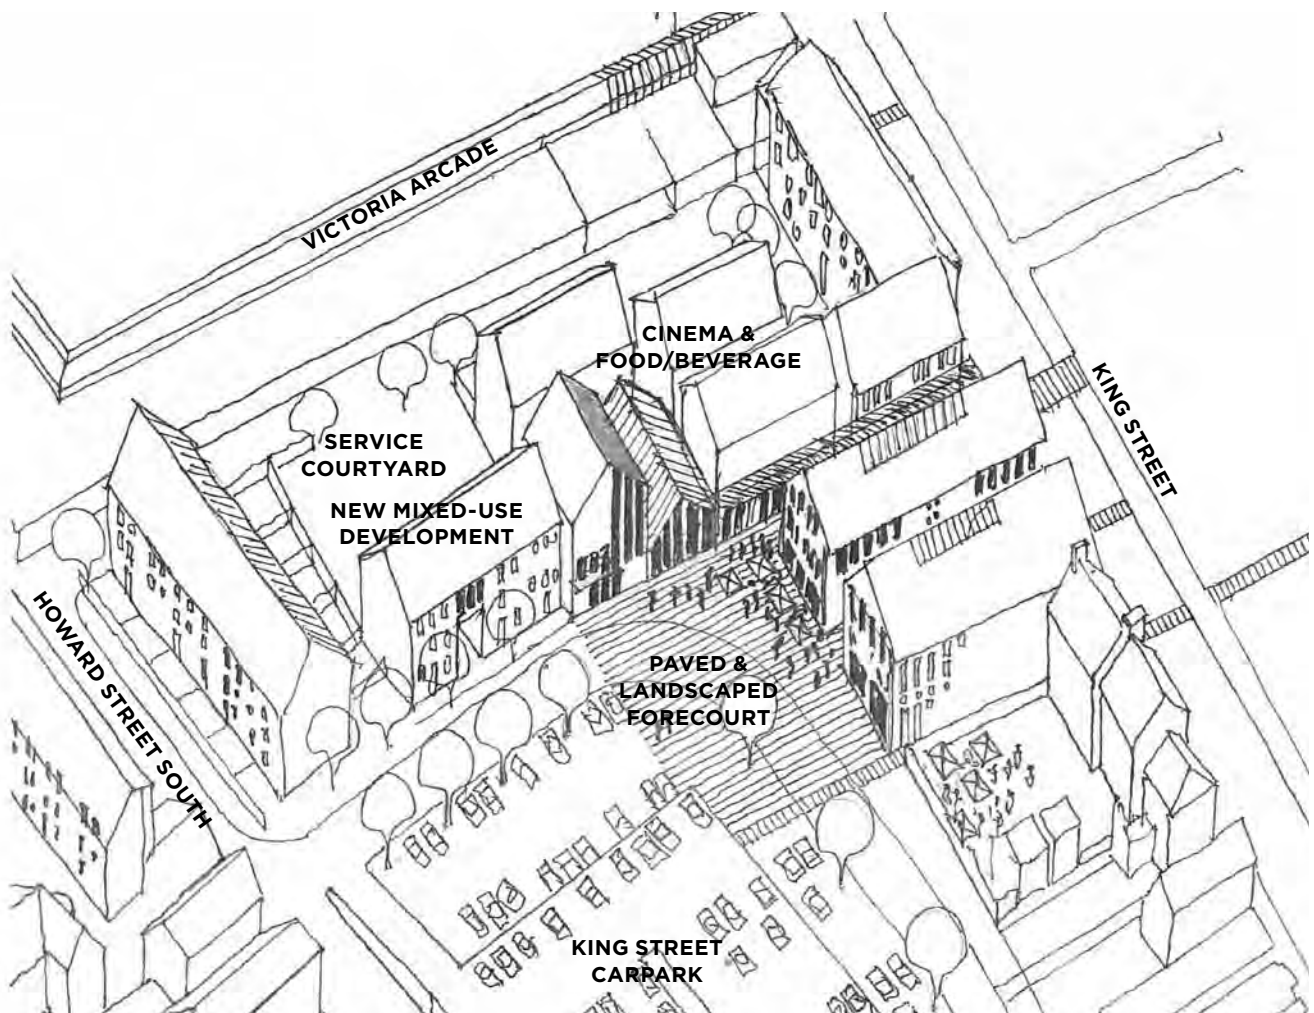 VICTORIA ARCADE
CINEMA &
FOOD/BEVERAGE
KING STREET
SERVICE
COURTYARD
NEW MIXED-USE
DEVELOPMENT
HOWARD STREET SOUTH
PAVED &
LANDSCAPED
FORECOURT
KING STREET
CARPARK